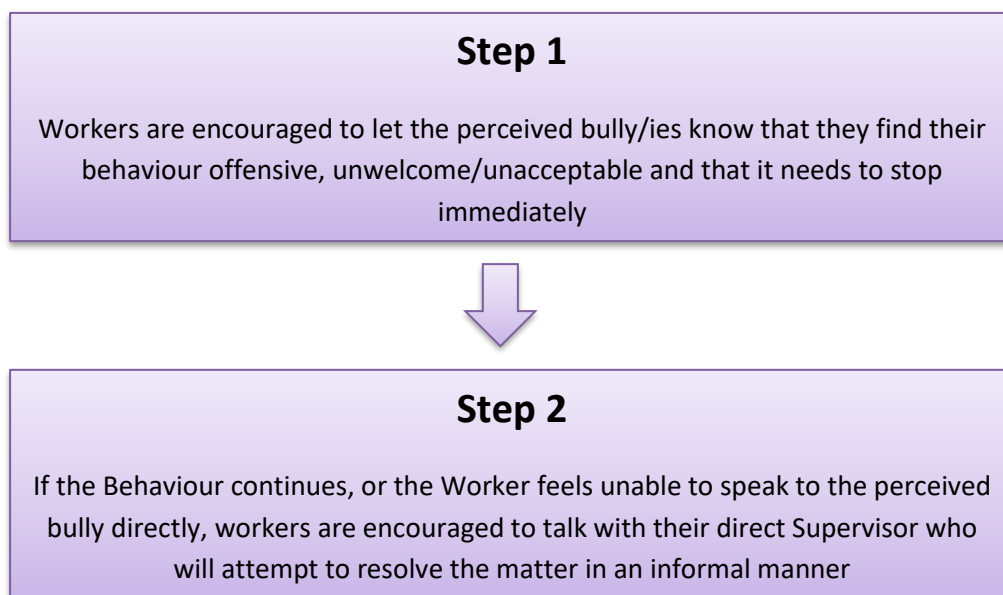 Step 1
Workers are encouraged to let the perceived bully/ies know that they find their
behaviour offensive, unwelcome/unacceptable and that it needs to stop
immediately
Step 2
If the Behaviour continues, or the Worker feels unable to speak to the perceived
bully directly, workers are encouraged to talk with their direct Supervisor who
will attempt to resolve the matter in an informal manner